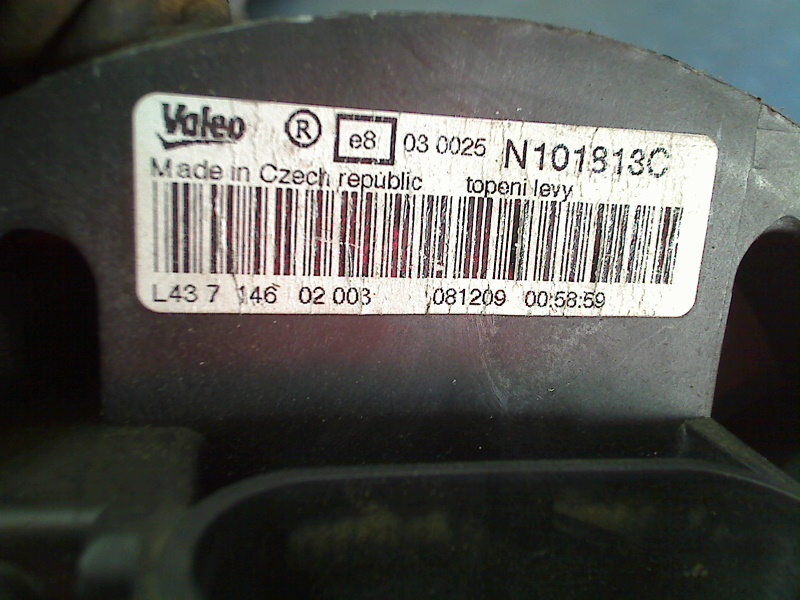 Valeo ® e8 03 0025 N101813C
Made in Czech republic topeni levy
L43 7 146 02 003 081209 00:58:59